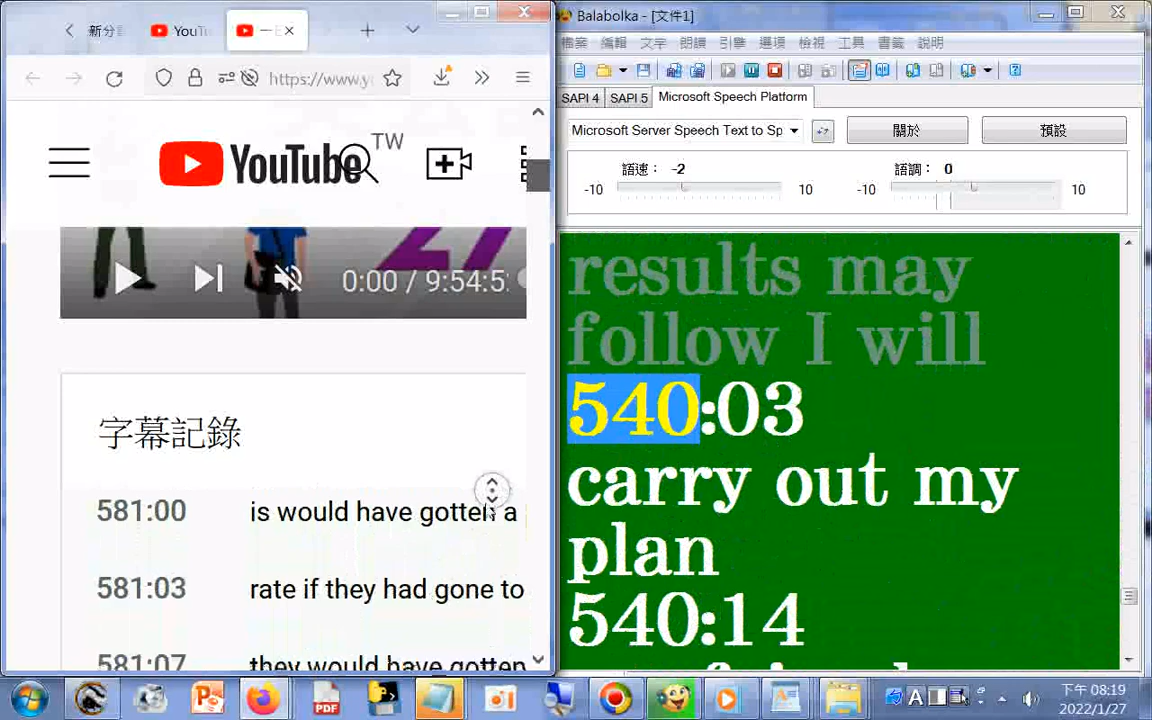 新分
YouTu
https://www.yo
YouTube TW
27
0:00 / 9:54:5
字幕記錄
581:00 is would have gotten a
581:03 rate if they had gone to
581:07 they would have gotten
Balabolka - [文件1]
檔案 編輯 文字 朗讀 引擎 選項 檢視 工具 書籤 說明
SAPI 4 SAPI 5 Microsoft Speech Platform
Microsoft Server Speech Text to Sp 關於 預設
語速： -2 語調： 0
-10 10 -10 10
results may
follow I will
540:03
carry out my
plan
540:14
PDF
A
下午 08:19
2022/1/27